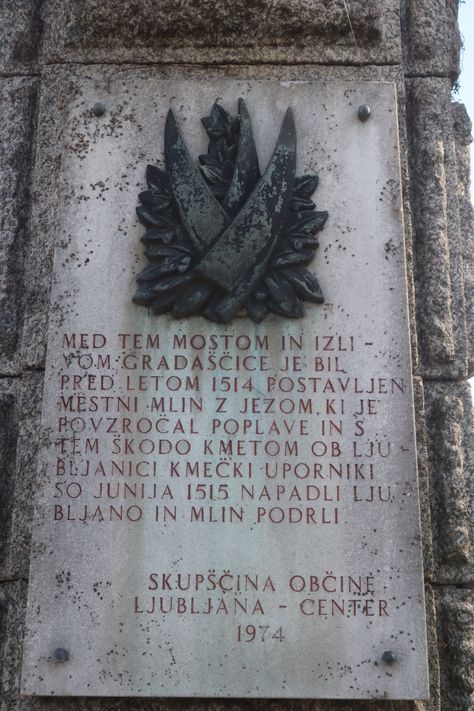 MED TEM MOSTOM IN IZLI -
VOM GRADAŠČICE JE BIL
PRED LETOM 1514 POSTAVLJEN
MESTNI MLIN Z JEZOM, KI JE
POVZROČAL POPLAVE IN S
TEM ŠKODO KMETOM OB LJU -
BLJANICI KMEČKI UPORNIKI
SO JUNIJA 1515 NAPADLI LJU.
BLJANO IN MLIN PODRLI.
SKUPŠČINA OBČINE
LJUBLJANA - CENTER
1974